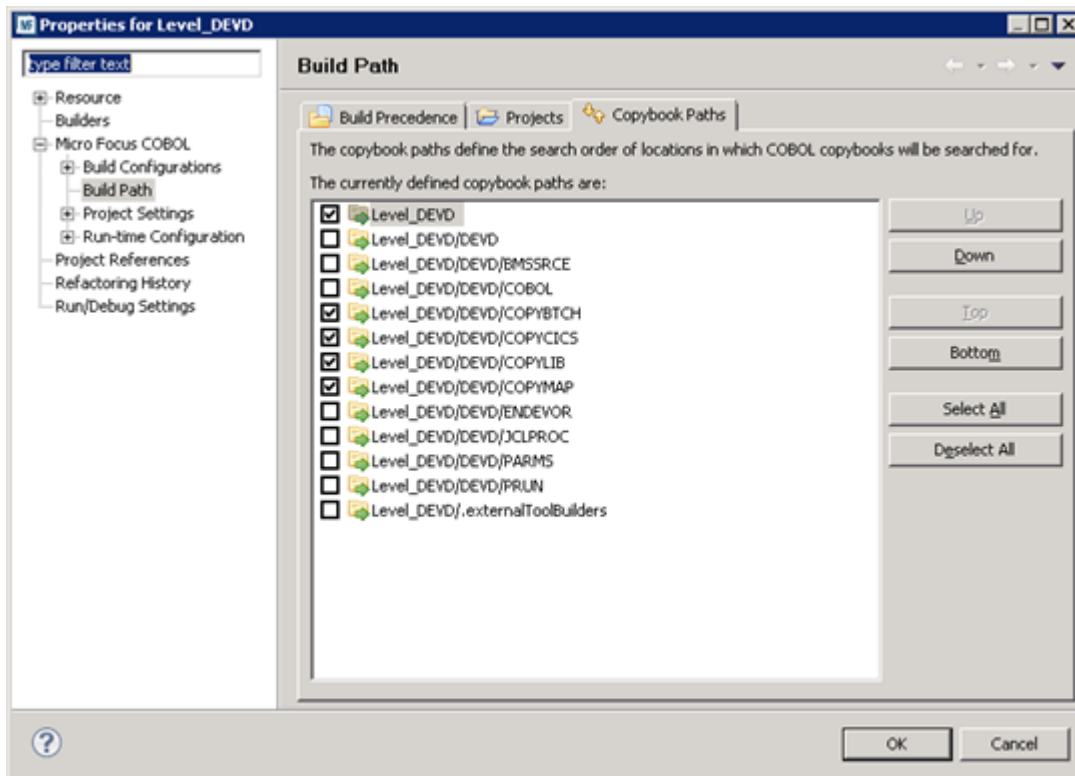 Properties for Level_DEVD
type filter text
Resource
Builders
Micro Focus COBOL
Build Configurations
Build Path
Project Settings
Run-time Configuration
Project References
Refactoring History
Run/Debug Settings
Build Path
Build Precedence Projects Copybook Paths
The copybook paths define the search order of locations in which COBOL copybooks will be searched for.
The currently defined copybook paths are:
Level_DEVD
Level_DEVD/DEVD
Level_DEVD/DEVD/BMSSRCE
Level_DEVD/DEVD/COBOL
Level_DEVD/DEVD/COPYBTCH
Level_DEVD/DEVD/COPYCICS
Level_DEVD/DEVD/COPYLIB
Level_DEVD/DEVD/COPYMAP
Level_DEVD/DEVD/ENDEVOR
Level_DEVD/DEVD/JCLPROC
Level_DEVD/DEVD/PARMS
Level_DEVD/DEVD/PRUN
Level_DEVD/.externalToolBuilders
Up
Down
Top
Bottom
Select All
Deselect All
OK Cancel